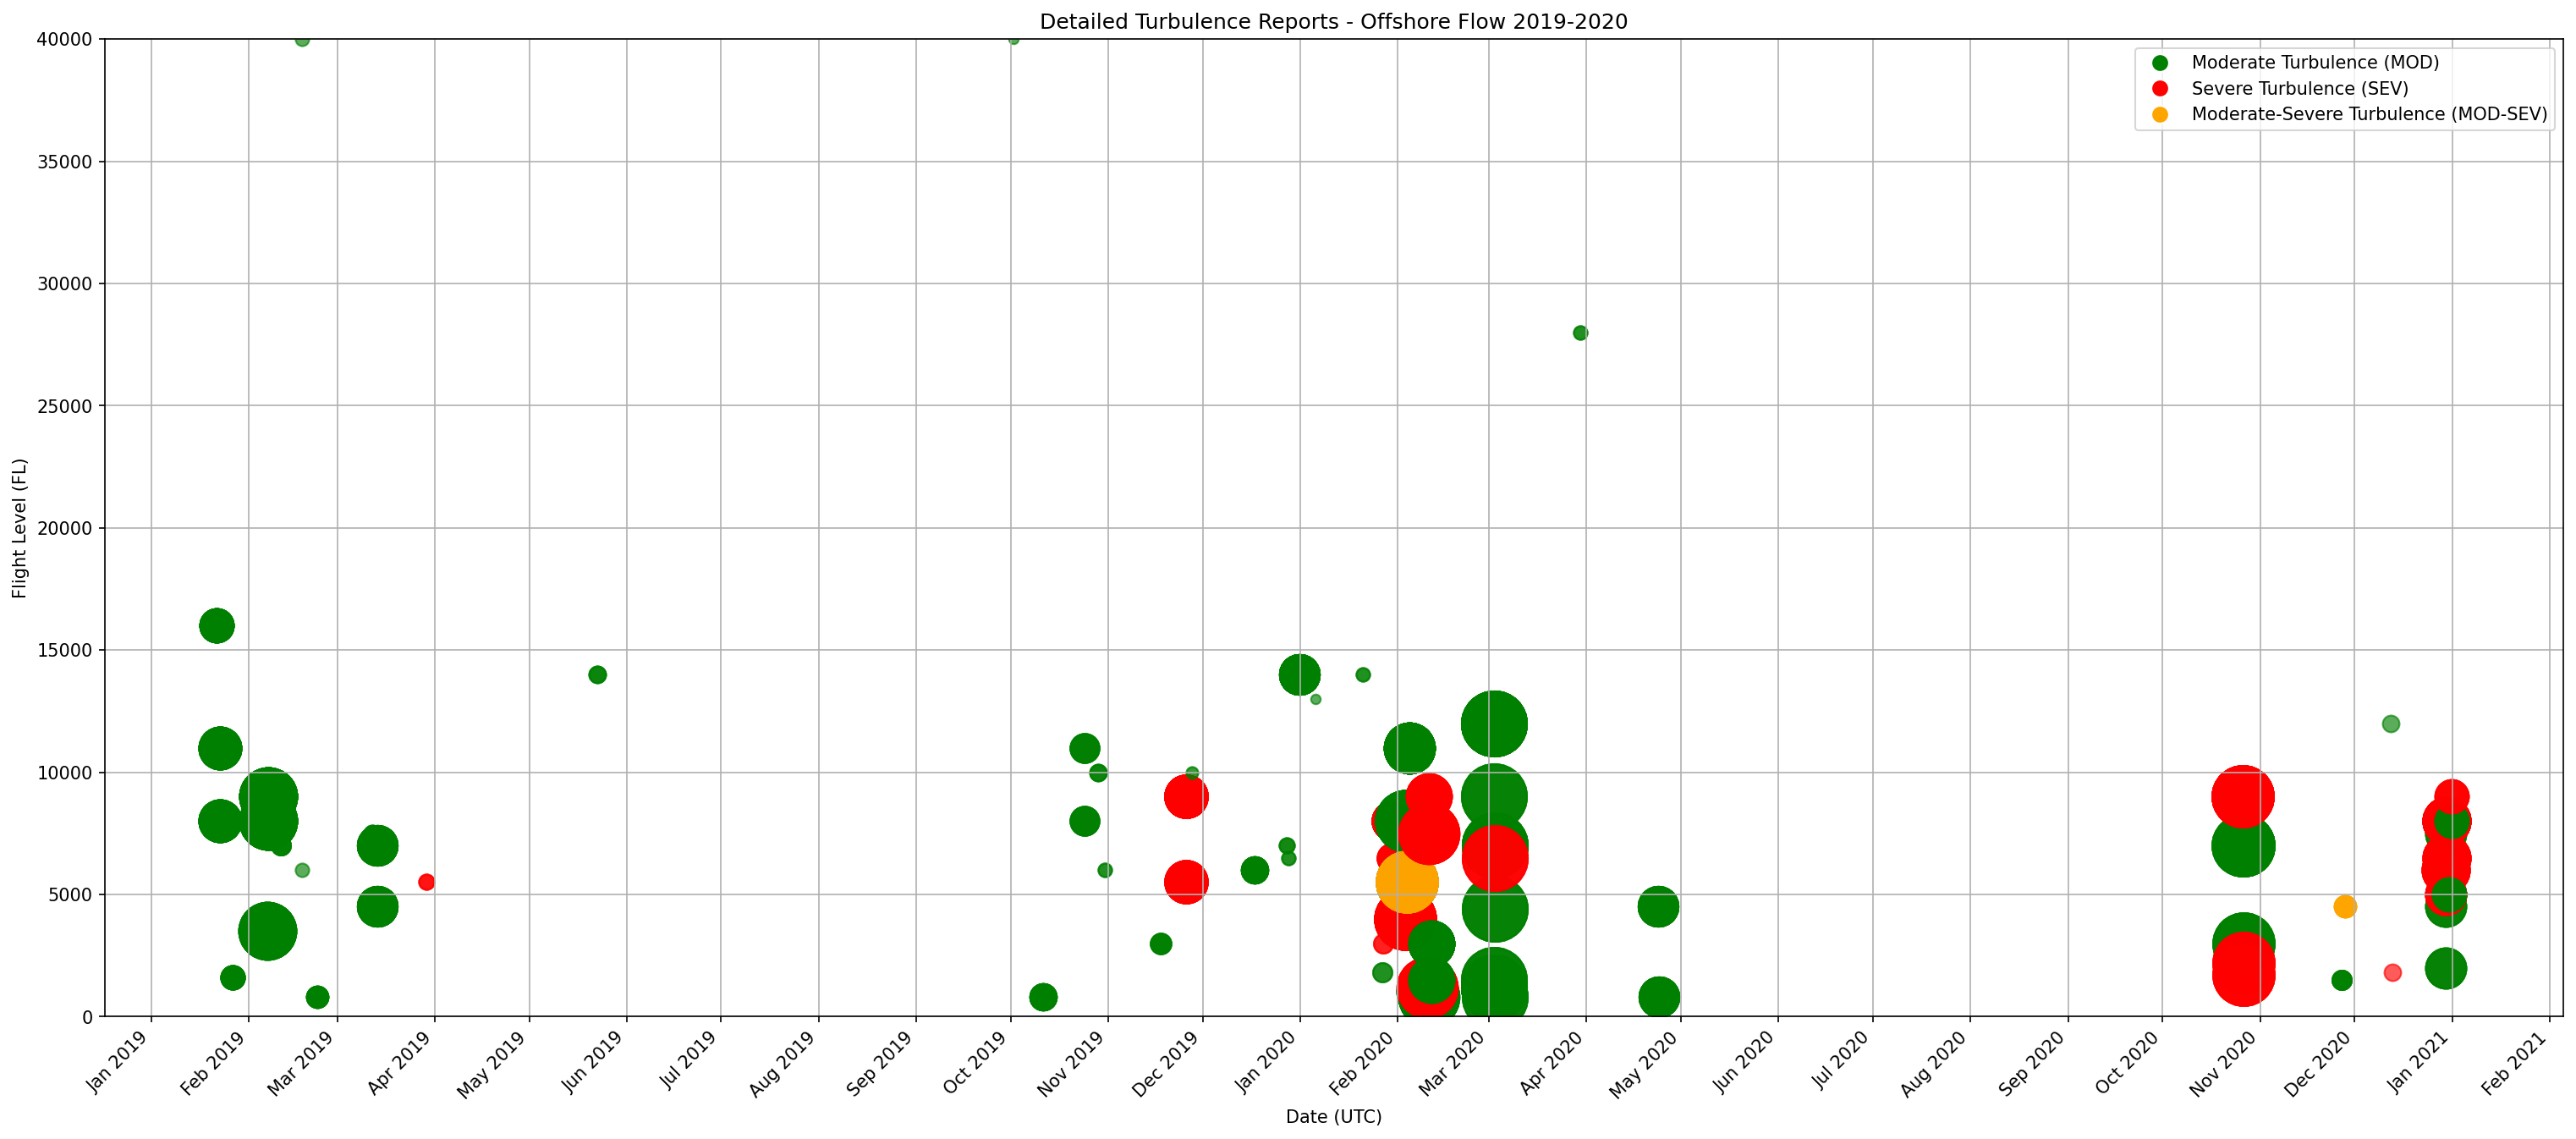 Detailed Turbulence Reports - Offshore Flow 2019-2020
Moderate Turbulence (MOD)
Severe Turbulence (SEV)
Moderate-Severe Turbulence (MOD-SEV)
Flight Level (FL)
40000
35000
30000
25000
20000
15000
10000
5000
0
Jan 2019
Feb 2019
Mar 2019
Apr 2019
May 2019
Jun 2019
Jul 2019
Aug 2019
Sep 2019
Oct 2019
Nov 2019
Dec 2019
Jan 2020
Feb 2020
Mar 2020
Apr 2020
May 2020
Jun 2020
Jul 2020
Aug 2020
Sep 2020
Oct 2020
Nov 2020
Dec 2020
Jan 2021
Feb 2021
Date (UTC)